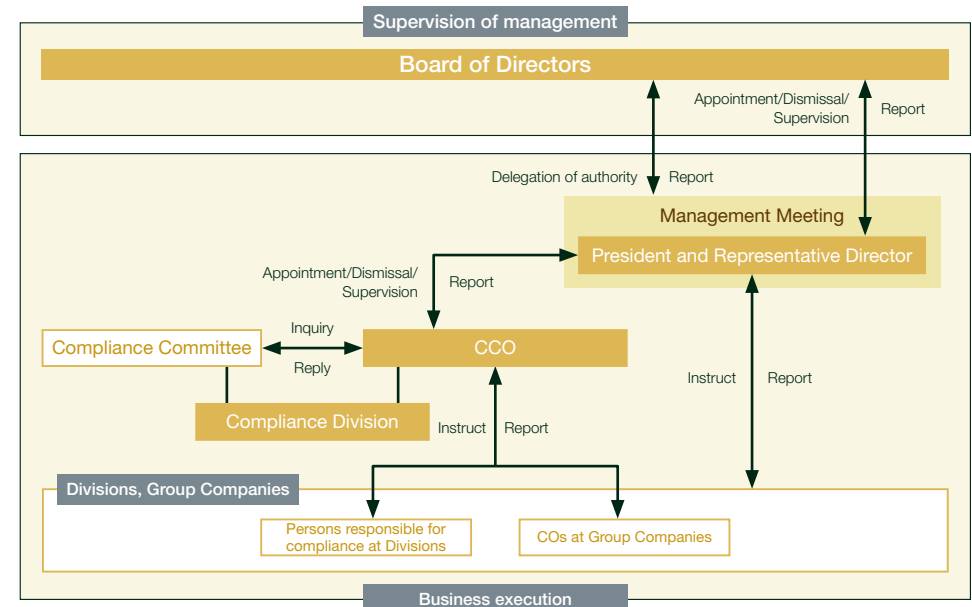 Supervision of management
Board of Directors
Appointment/Dismissal/
Supervision
Report
Delegation of authority
Report
Management Meeting
President and Representative Director
Appointment/Dismissal/
Supervision
Report
Inquiry
Compliance Committee
CCO
Reply
Instruct
Report
Compliance Division
Instruct
Report
Divisions, Group Companies
Persons responsible for
compliance at Divisions
COs at Group Companies
Business execution